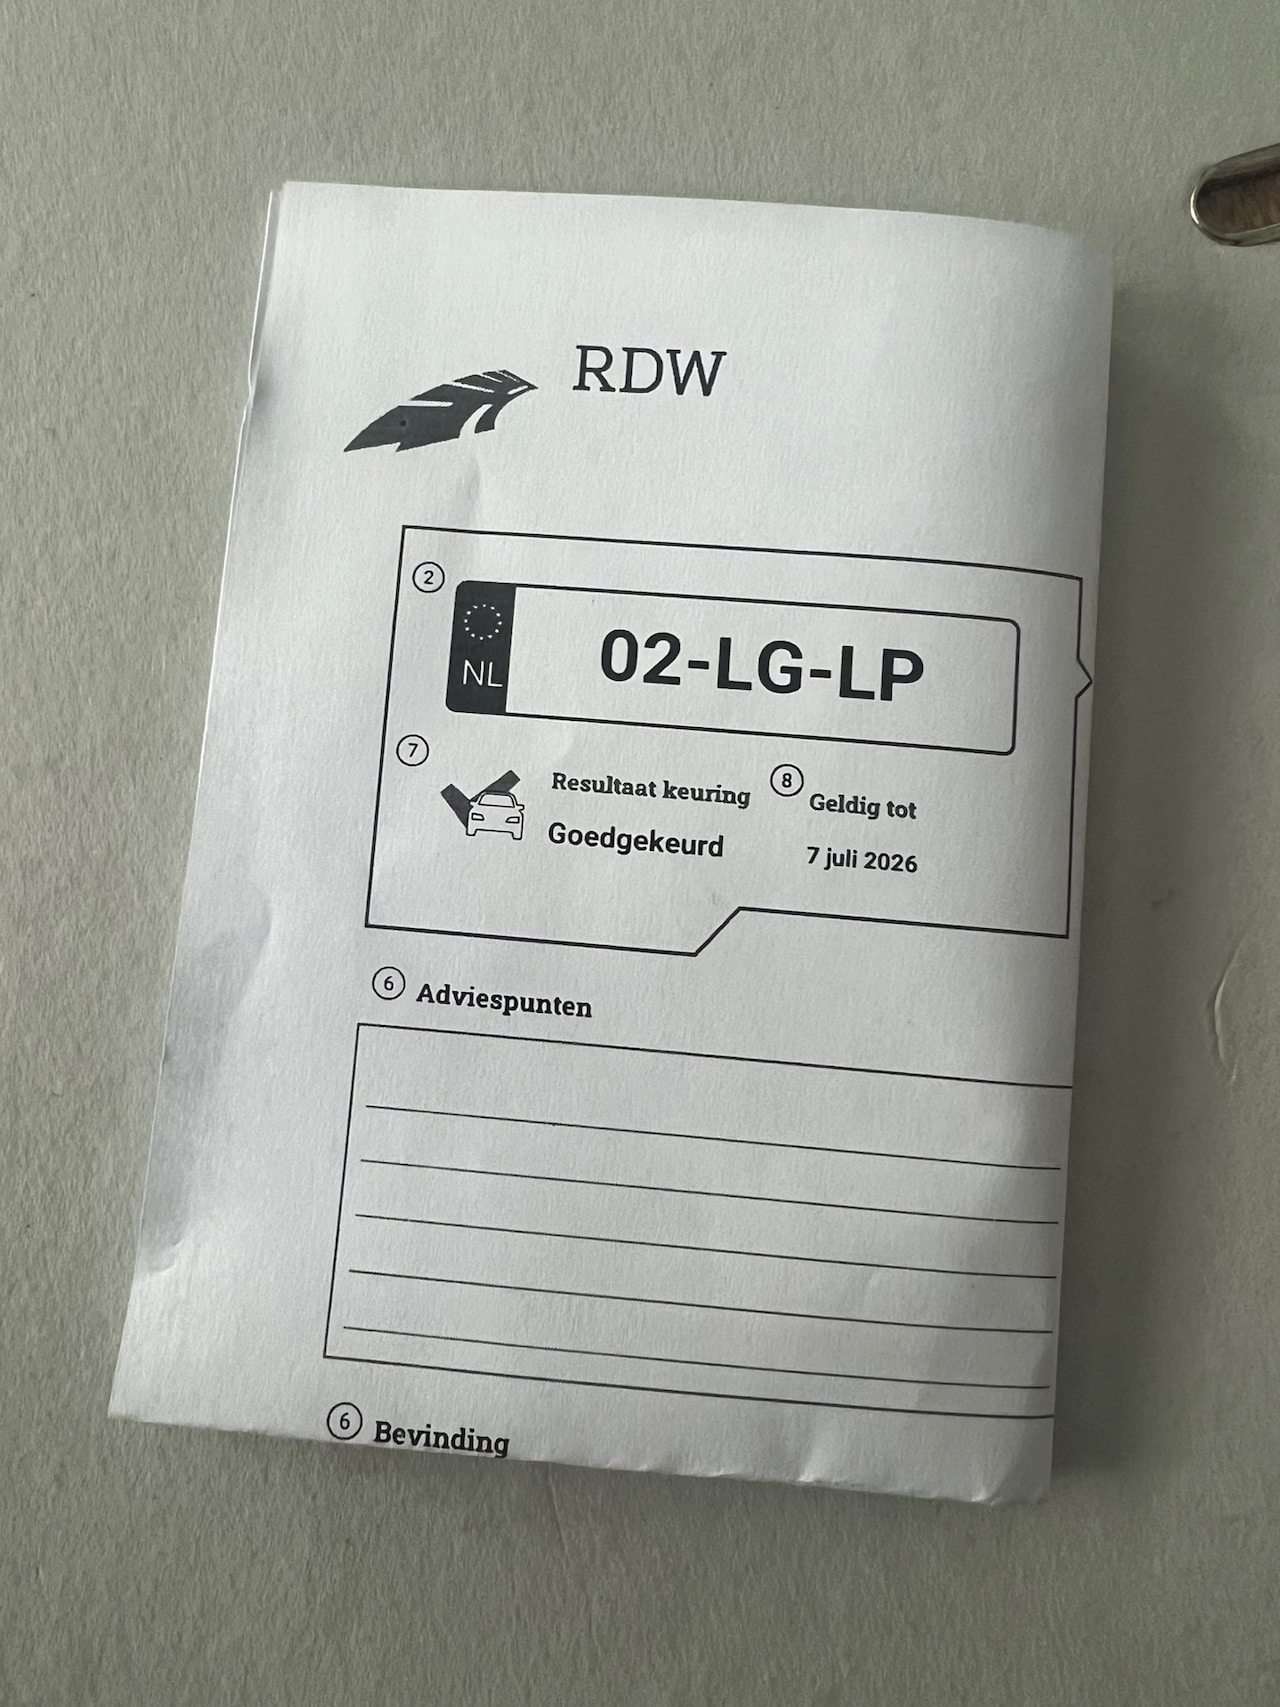 RDW
2
NL 02-LG-LP
7 Resultaat keuring 8 Geldig tot
Goedgekeurd 7 juli 2026
6 Adviespunten
6 Bevinding